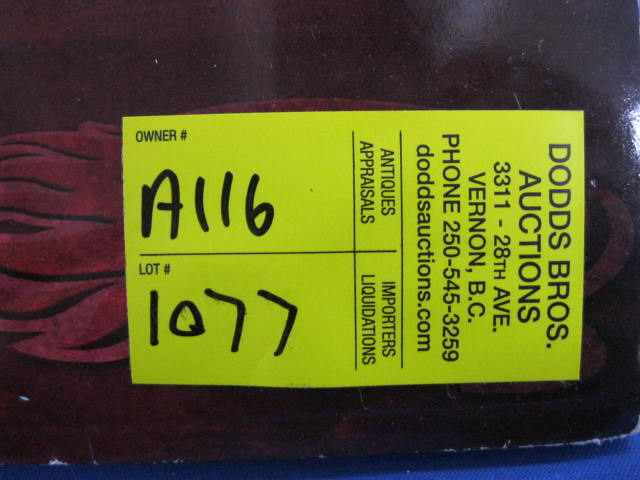 OWNER #
A116
LOT #
1077
ANTIQUES
APPRAISALS
IMPORTERS
LIQUIDATIONS
DODDS BROS.
AUCTIONS
3311 - 28TH AVE.
VERNON, B.C.
PHONE 250-545-3259
doddsauctions.com